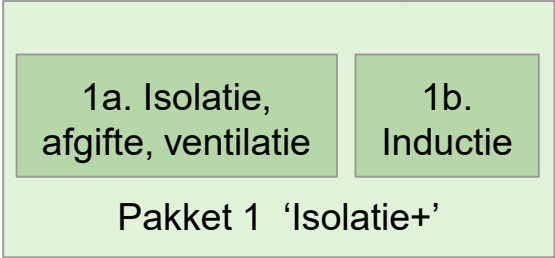 1a. Isolatie,
afgifte, ventilatie
1b.
Inductie
Pakket 1 ‘Isolatie+’